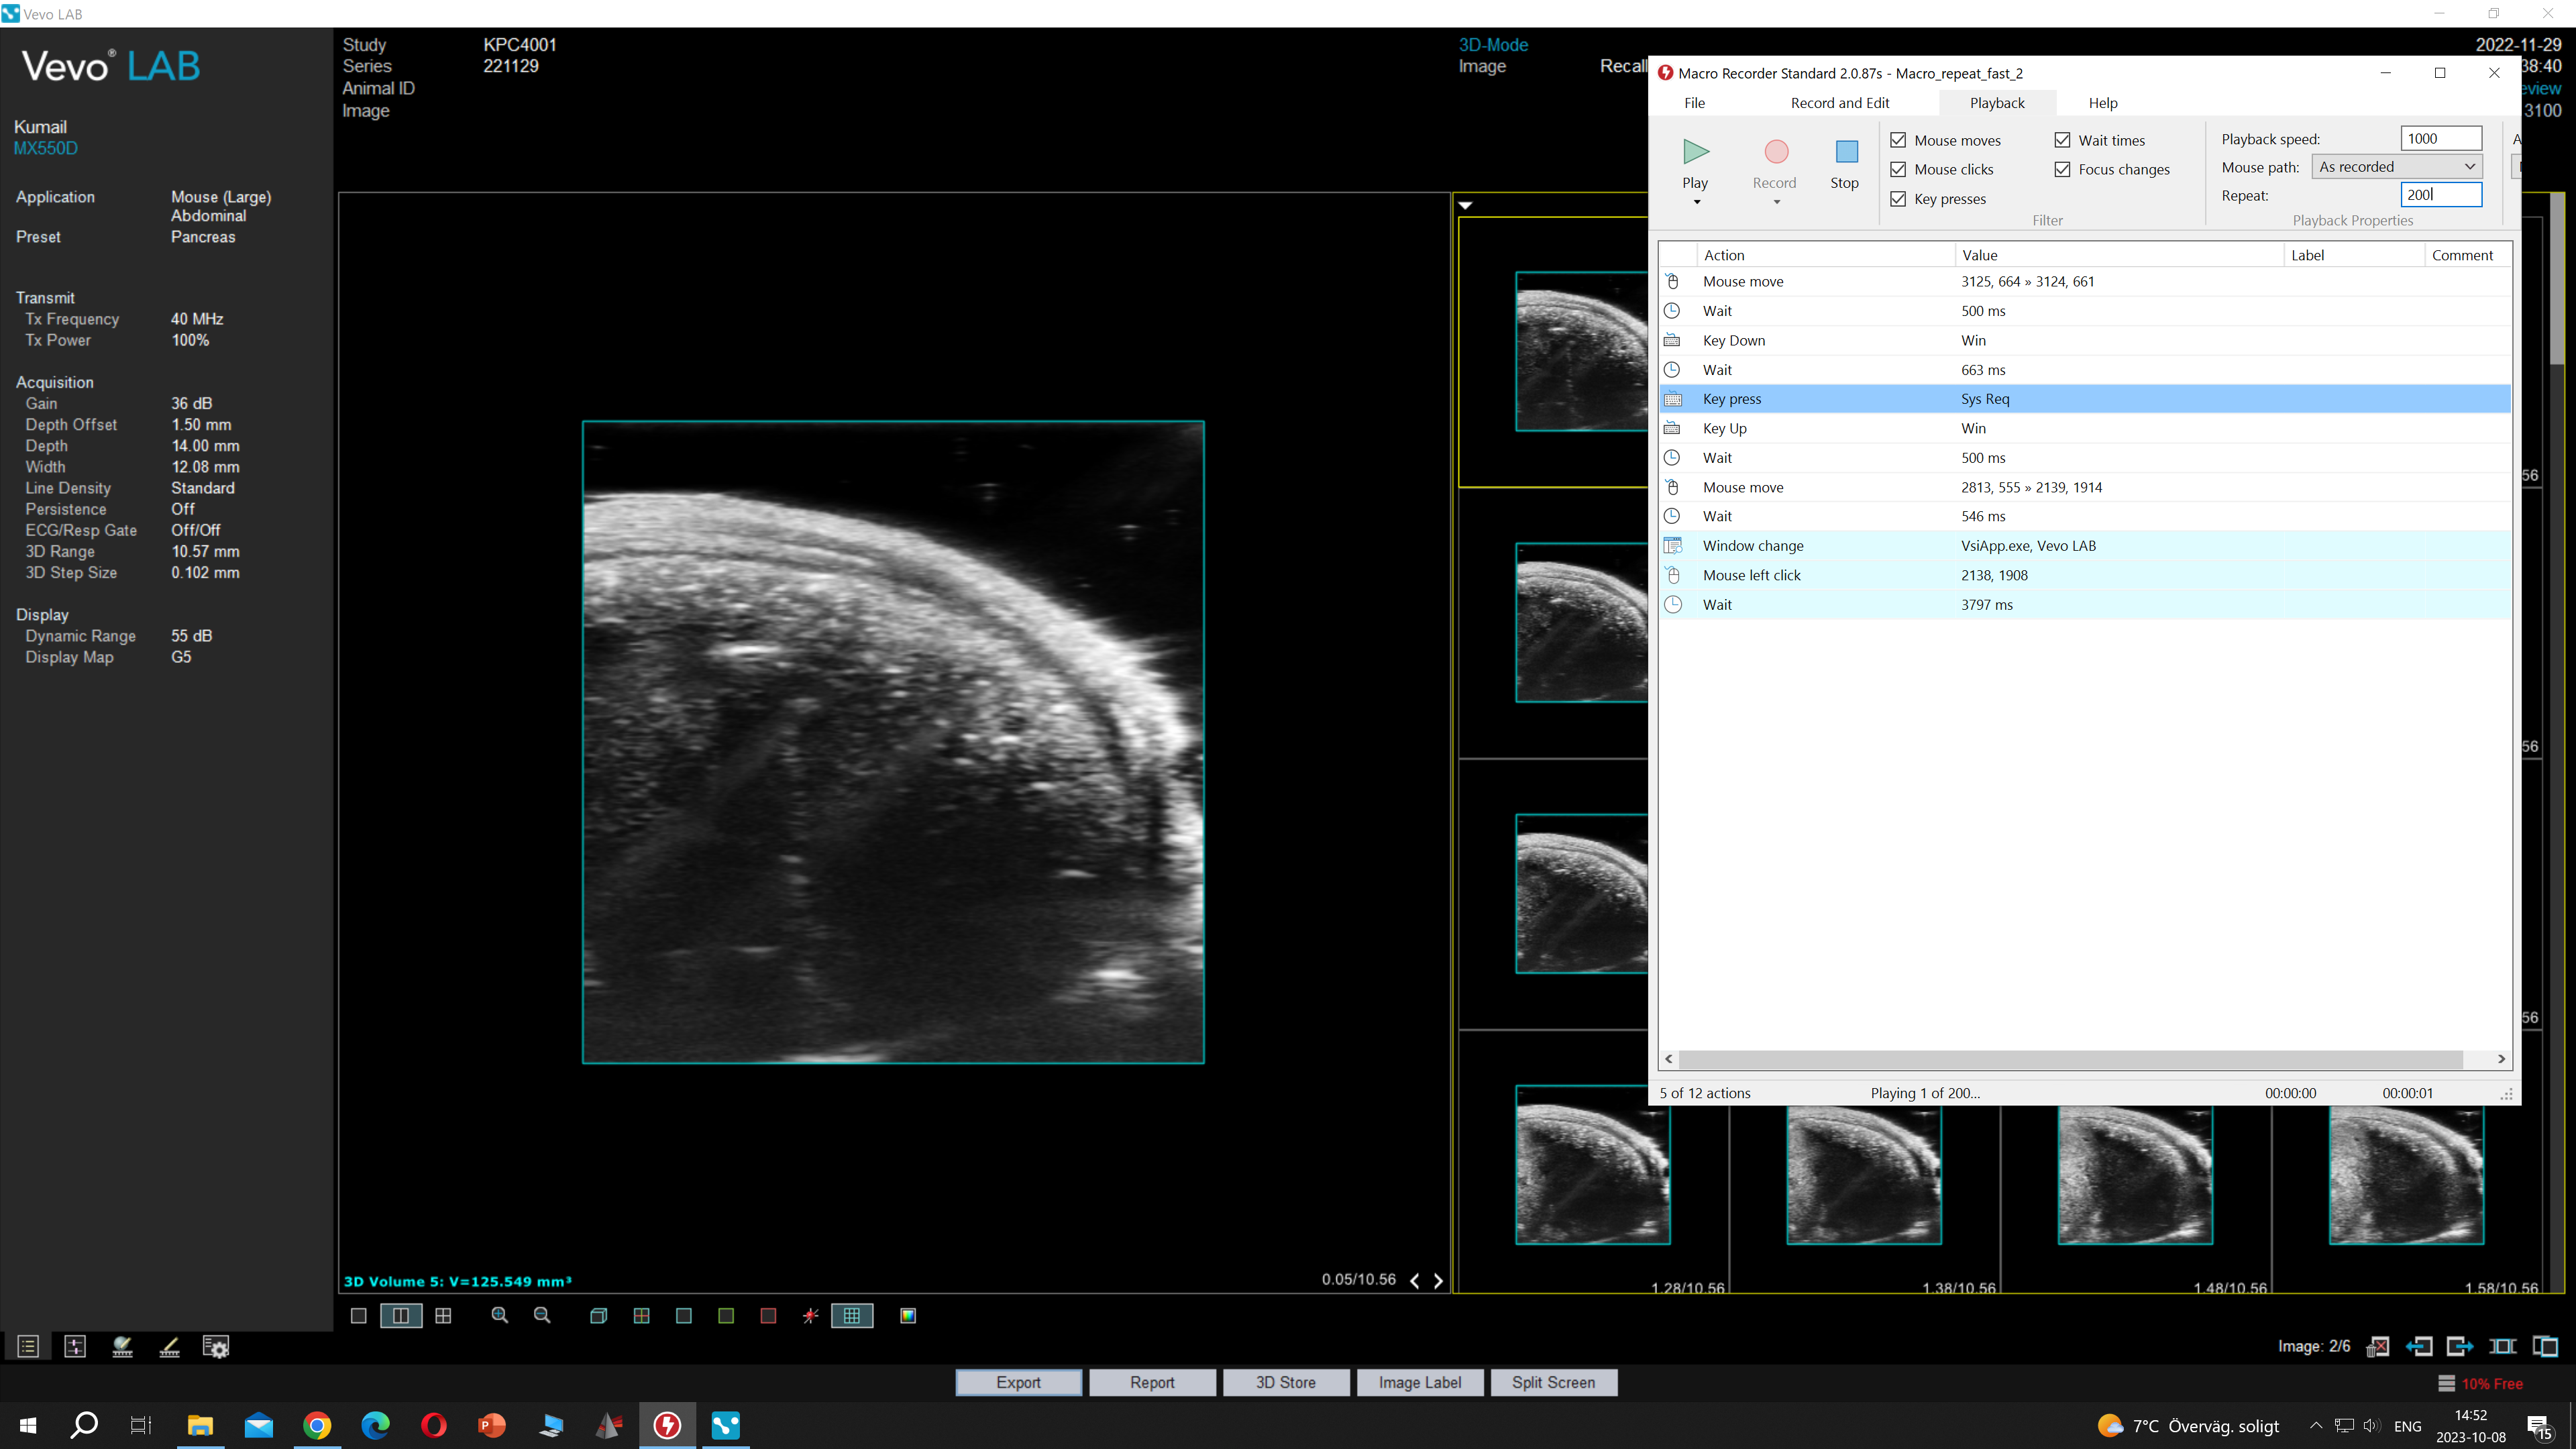 Vevo LAB
Vevo® LAB
Kumail
MX550D
Application Mouse (Large)
Abdominal
Preset Pancreas
Transmit
Tx Frequency 40 MHz
Tx Power 100%
Acquisition
Gain 36 dB
Depth Offset 1.50 mm
Depth 14.00 mm
Width 12.08 mm
Line Density Standard
Persistence Off
ECG/Resp Gate Off/Off
3D Range 10.57 mm
3D Step Size 0.102 mm
Display
Dynamic Range 55 dB
Display Map G5
Study KPC4001
Series 221129
Animal ID
Image
3D-Mode
Image Recall
2022-11-29
38:40
eview
3100
Macro Recorder Standard 2.0.87s - Macro_repeat_fast_2
File Record and Edit Playback Help
Play Record Stop
Mouse moves Wait times
Mouse clicks Focus changes
Key presses
Filter
Playback speed: 1000
Mouse path: As recorded
Repeat: 200
Playback Properties
A
Action Value Label Comment
Mouse move 3125, 664 » 3124, 661
Wait 500 ms
Key Down Win
Wait 663 ms
Key press Sys Req
Key Up Win
Wait 500 ms
Mouse move 2813, 555 » 2139, 1914
Wait 546 ms
Window change VsiApp.exe, Vevo LAB
Mouse left click 2138, 1908
Wait 3797 ms
5 of 12 actions Playing 1 of 200... 00:00:00 00:00:01
56
56
56
3D Volume 5: V=125.549 mm³
0.05/10.56
1.28/10.56 1.38/10.56 1.48/10.56 1.58/10.56
Image: 2/6
Export Report 3D Store Image Label Split Screen
10% Free
7°C Överväg. soligt
ENG
14:52
2023-10-08
15